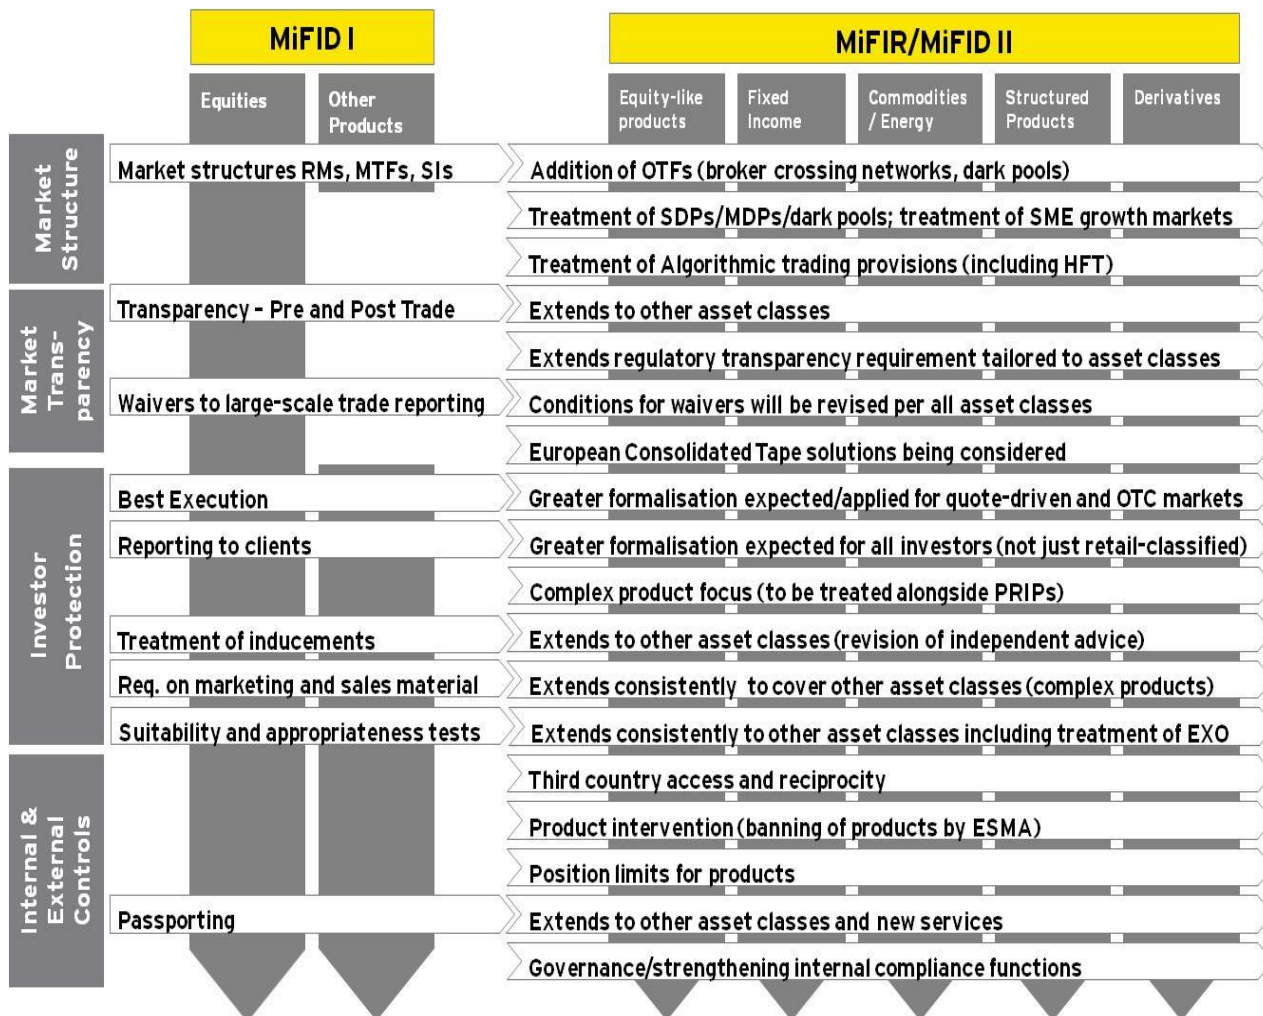 MiFID I
MiFIR/MiFID II
Equities
Other
Products
Equity-like
products
Fixed
Income
Commodities
/ Energy
Structured
Products
Derivatives
Market
Structure
Market structures RMs, MTFs, SIs
Addition of OTFs (broker crossing networks, dark pools)
Treatment of SDPs/MDPs/dark pools; treatment of SME growth markets
Treatment of Algorithmic trading provisions (including HFT)
Market
Trans-
parency
Transparency – Pre and Post Trade
Extends to other asset classes
Extends regulatory transparency requirement tailored to asset classes
Waivers to large-scale trade reporting
Conditions for waivers will be revised per all asset classes
European Consolidated Tape solutions being considered
Investor
Protection
Best Execution
Greater formalisation expected/applied for quote-driven and OTC markets
Reporting to clients
Greater formalisation expected for all investors (not just retail-classified)
Complex product focus (to be treated alongside PRIPs)
Treatment of inducements
Extends to other asset classes (revision of independent advice)
Req. on marketing and sales material
Extends consistently to cover other asset classes (complex products)
Suitability and appropriateness tests
Extends consistently to other asset classes including treatment of EXO
Internal &
External
Controls
Third country access and reciprocity
Product intervention (banning of products by ESMA)
Position limits for products
Passporting
Extends to other asset classes and new services
Governance/strengthening internal compliance functions